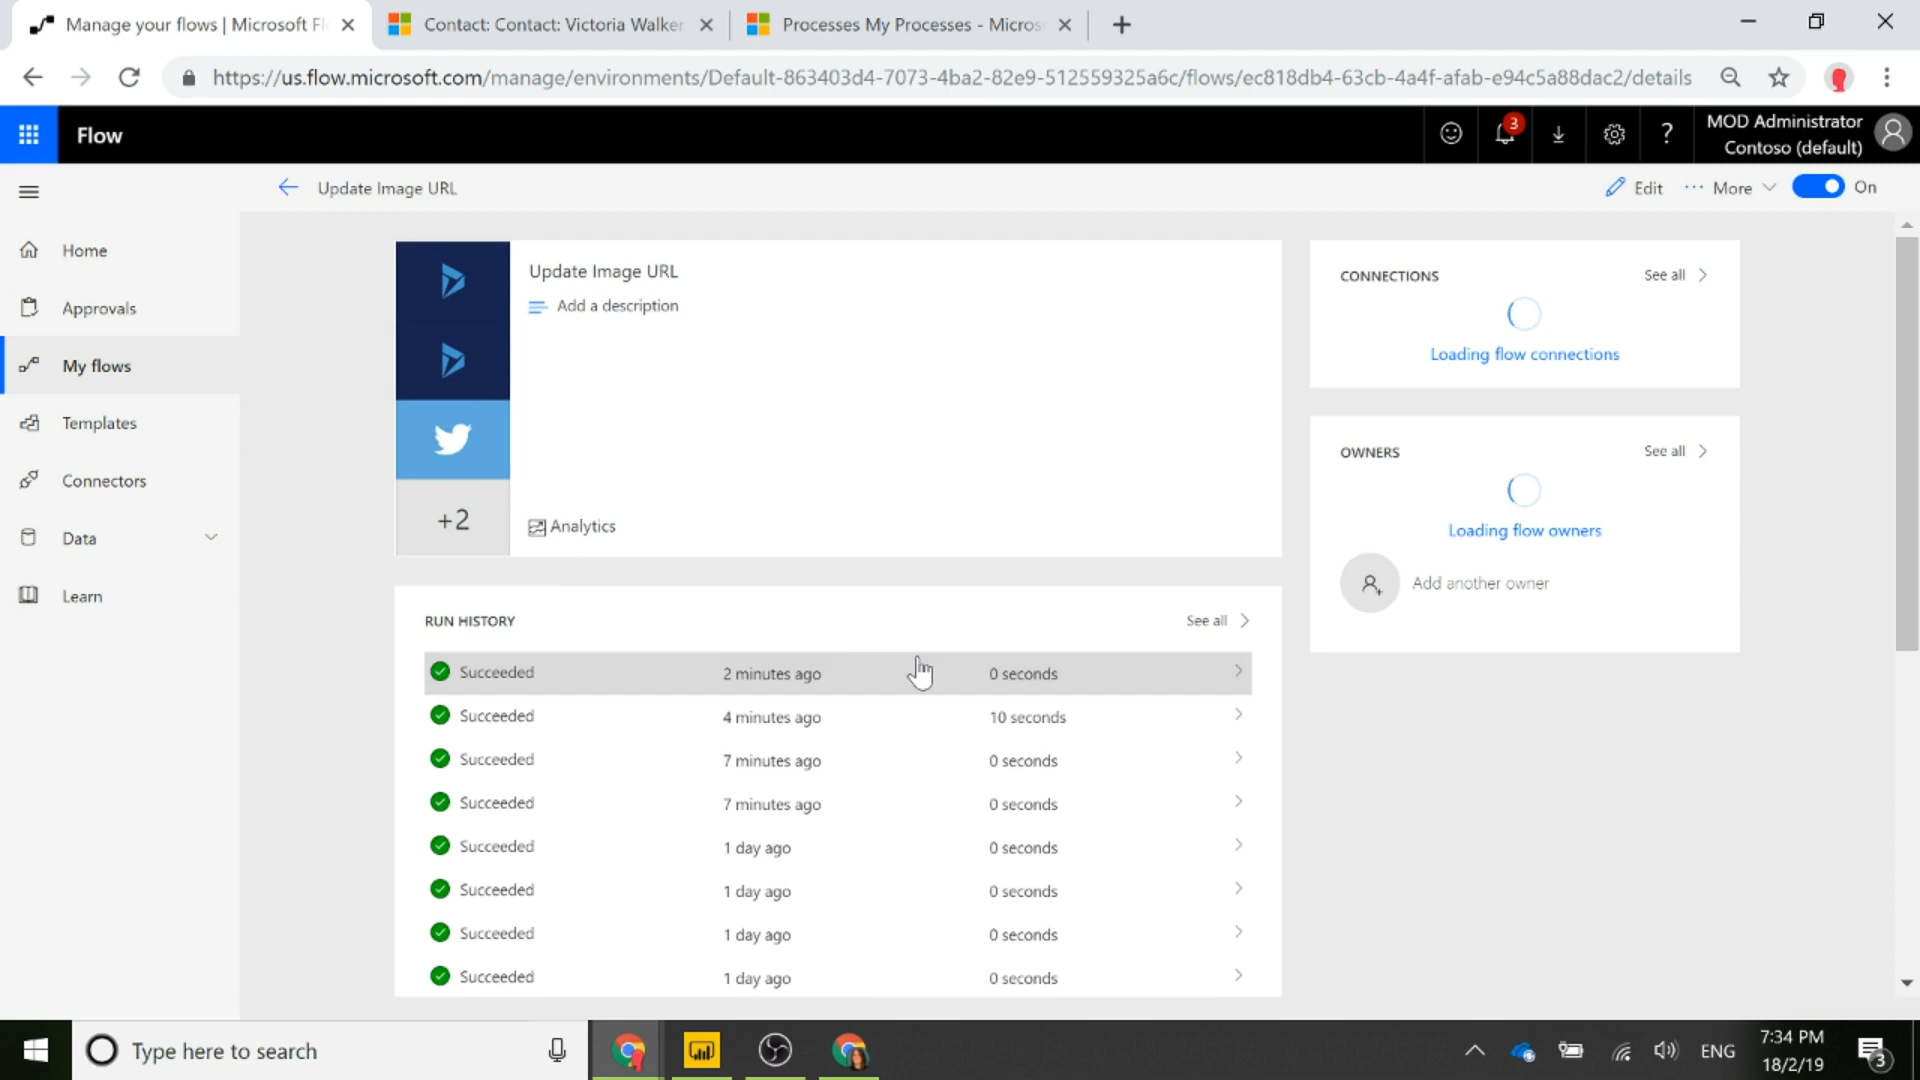 Manage your flows | Microsoft Fl
Contact: Contact: Victoria Walker
Processes My Processes - Micros
https://us.flow.microsoft.com/manage/environments/Default-863403d4-7073-4ba2-82e9-512559325a6c/flows/ec818db4-63cb-4a4f-afab-e94c5a88dac2/details
Flow
3
?
MOD Administrator
Contoso (default)
Update Image URL
Edit
More
On
Home
Approvals
My flows
Templates
Connectors
Data
Learn
Update Image URL
Add a description
+2
Analytics
CONNECTIONS
See all
Loading flow connections
OWNERS
See all
Loading flow owners
Add another owner
RUN HISTORY
See all
Succeeded 2 minutes ago 0 seconds
Succeeded 4 minutes ago 10 seconds
Succeeded 7 minutes ago 0 seconds
Succeeded 7 minutes ago 0 seconds
Succeeded 1 day ago 0 seconds
Succeeded 1 day ago 0 seconds
Succeeded 1 day ago 0 seconds
Succeeded 1 day ago 0 seconds
Type here to search
ENG
7:34 PM
18/2/19
3